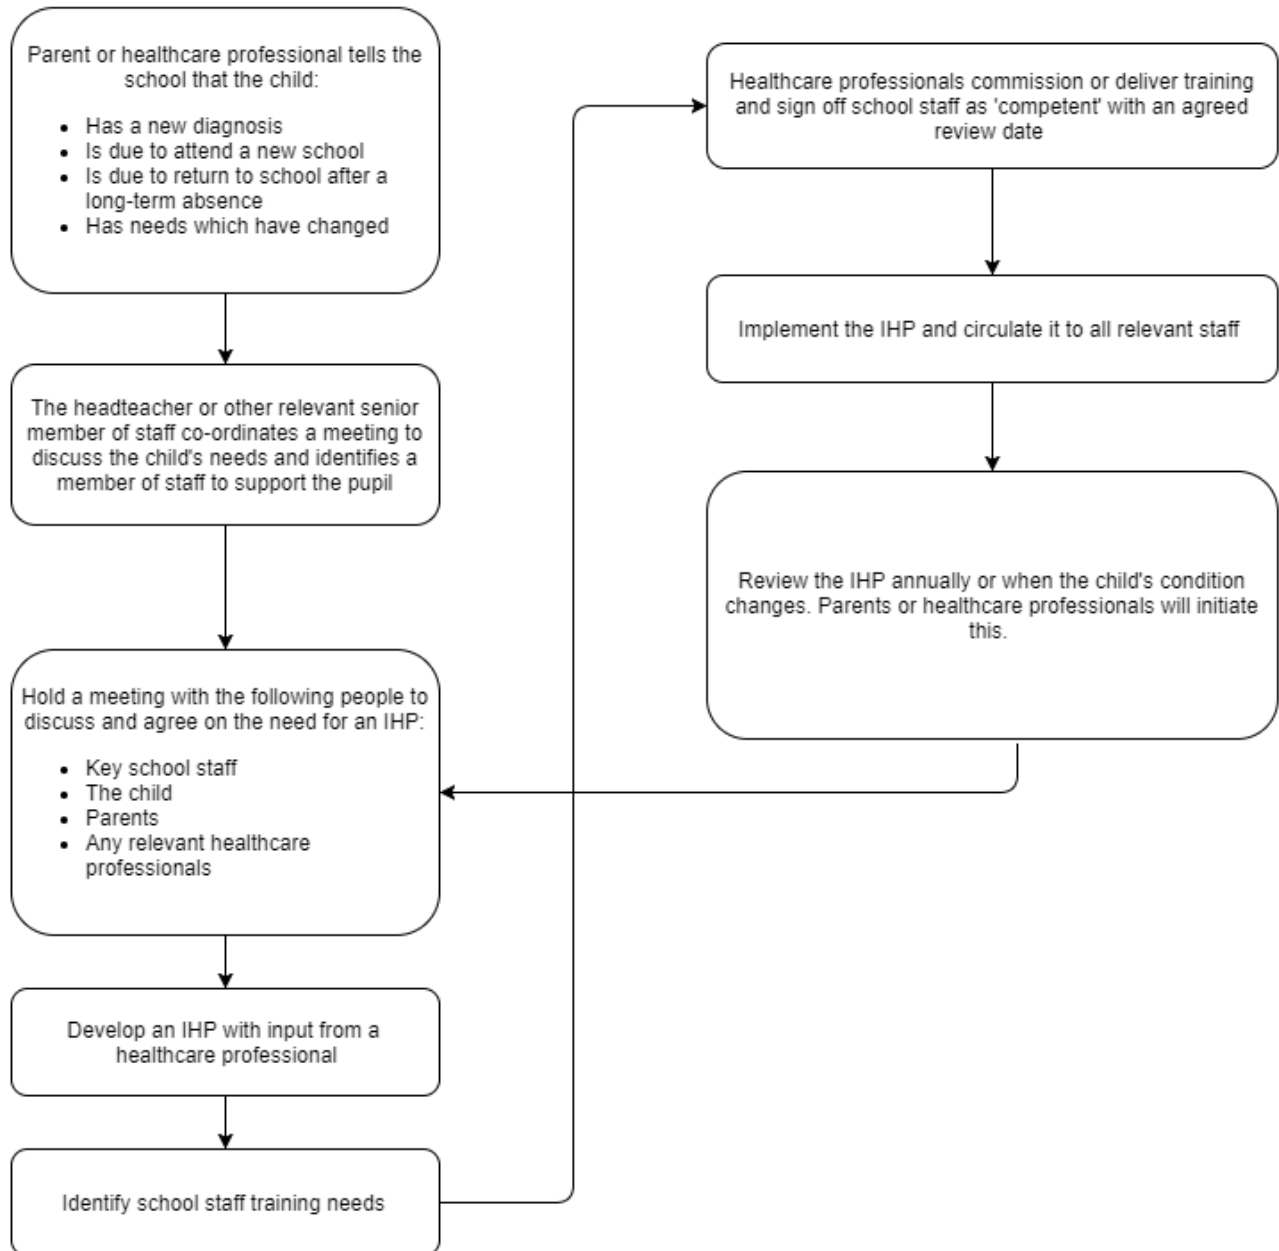 Parent or healthcare professional tells the
school that the child:
• Has a new diagnosis
• Is due to attend a new school
• Is due to return to school after a
long-term absence
• Has needs which have changed
The headteacher or other relevant senior
member of staff co-ordinates a meeting to
discuss the child's needs and identifies a
member of staff to support the pupil
Hold a meeting with the following people to
discuss and agree on the need for an IHP:
• Key school staff
• The child
• Parents
• Any relevant healthcare
professionals
Develop an IHP with input from a
healthcare professional
Identify school staff training needs
Healthcare professionals commission or deliver training
and sign off school staff as 'competent' with an agreed
review date
Implement the IHP and circulate it to all relevant staff
Review the IHP annually or when the child's condition
changes. Parents or healthcare professionals will initiate
this.